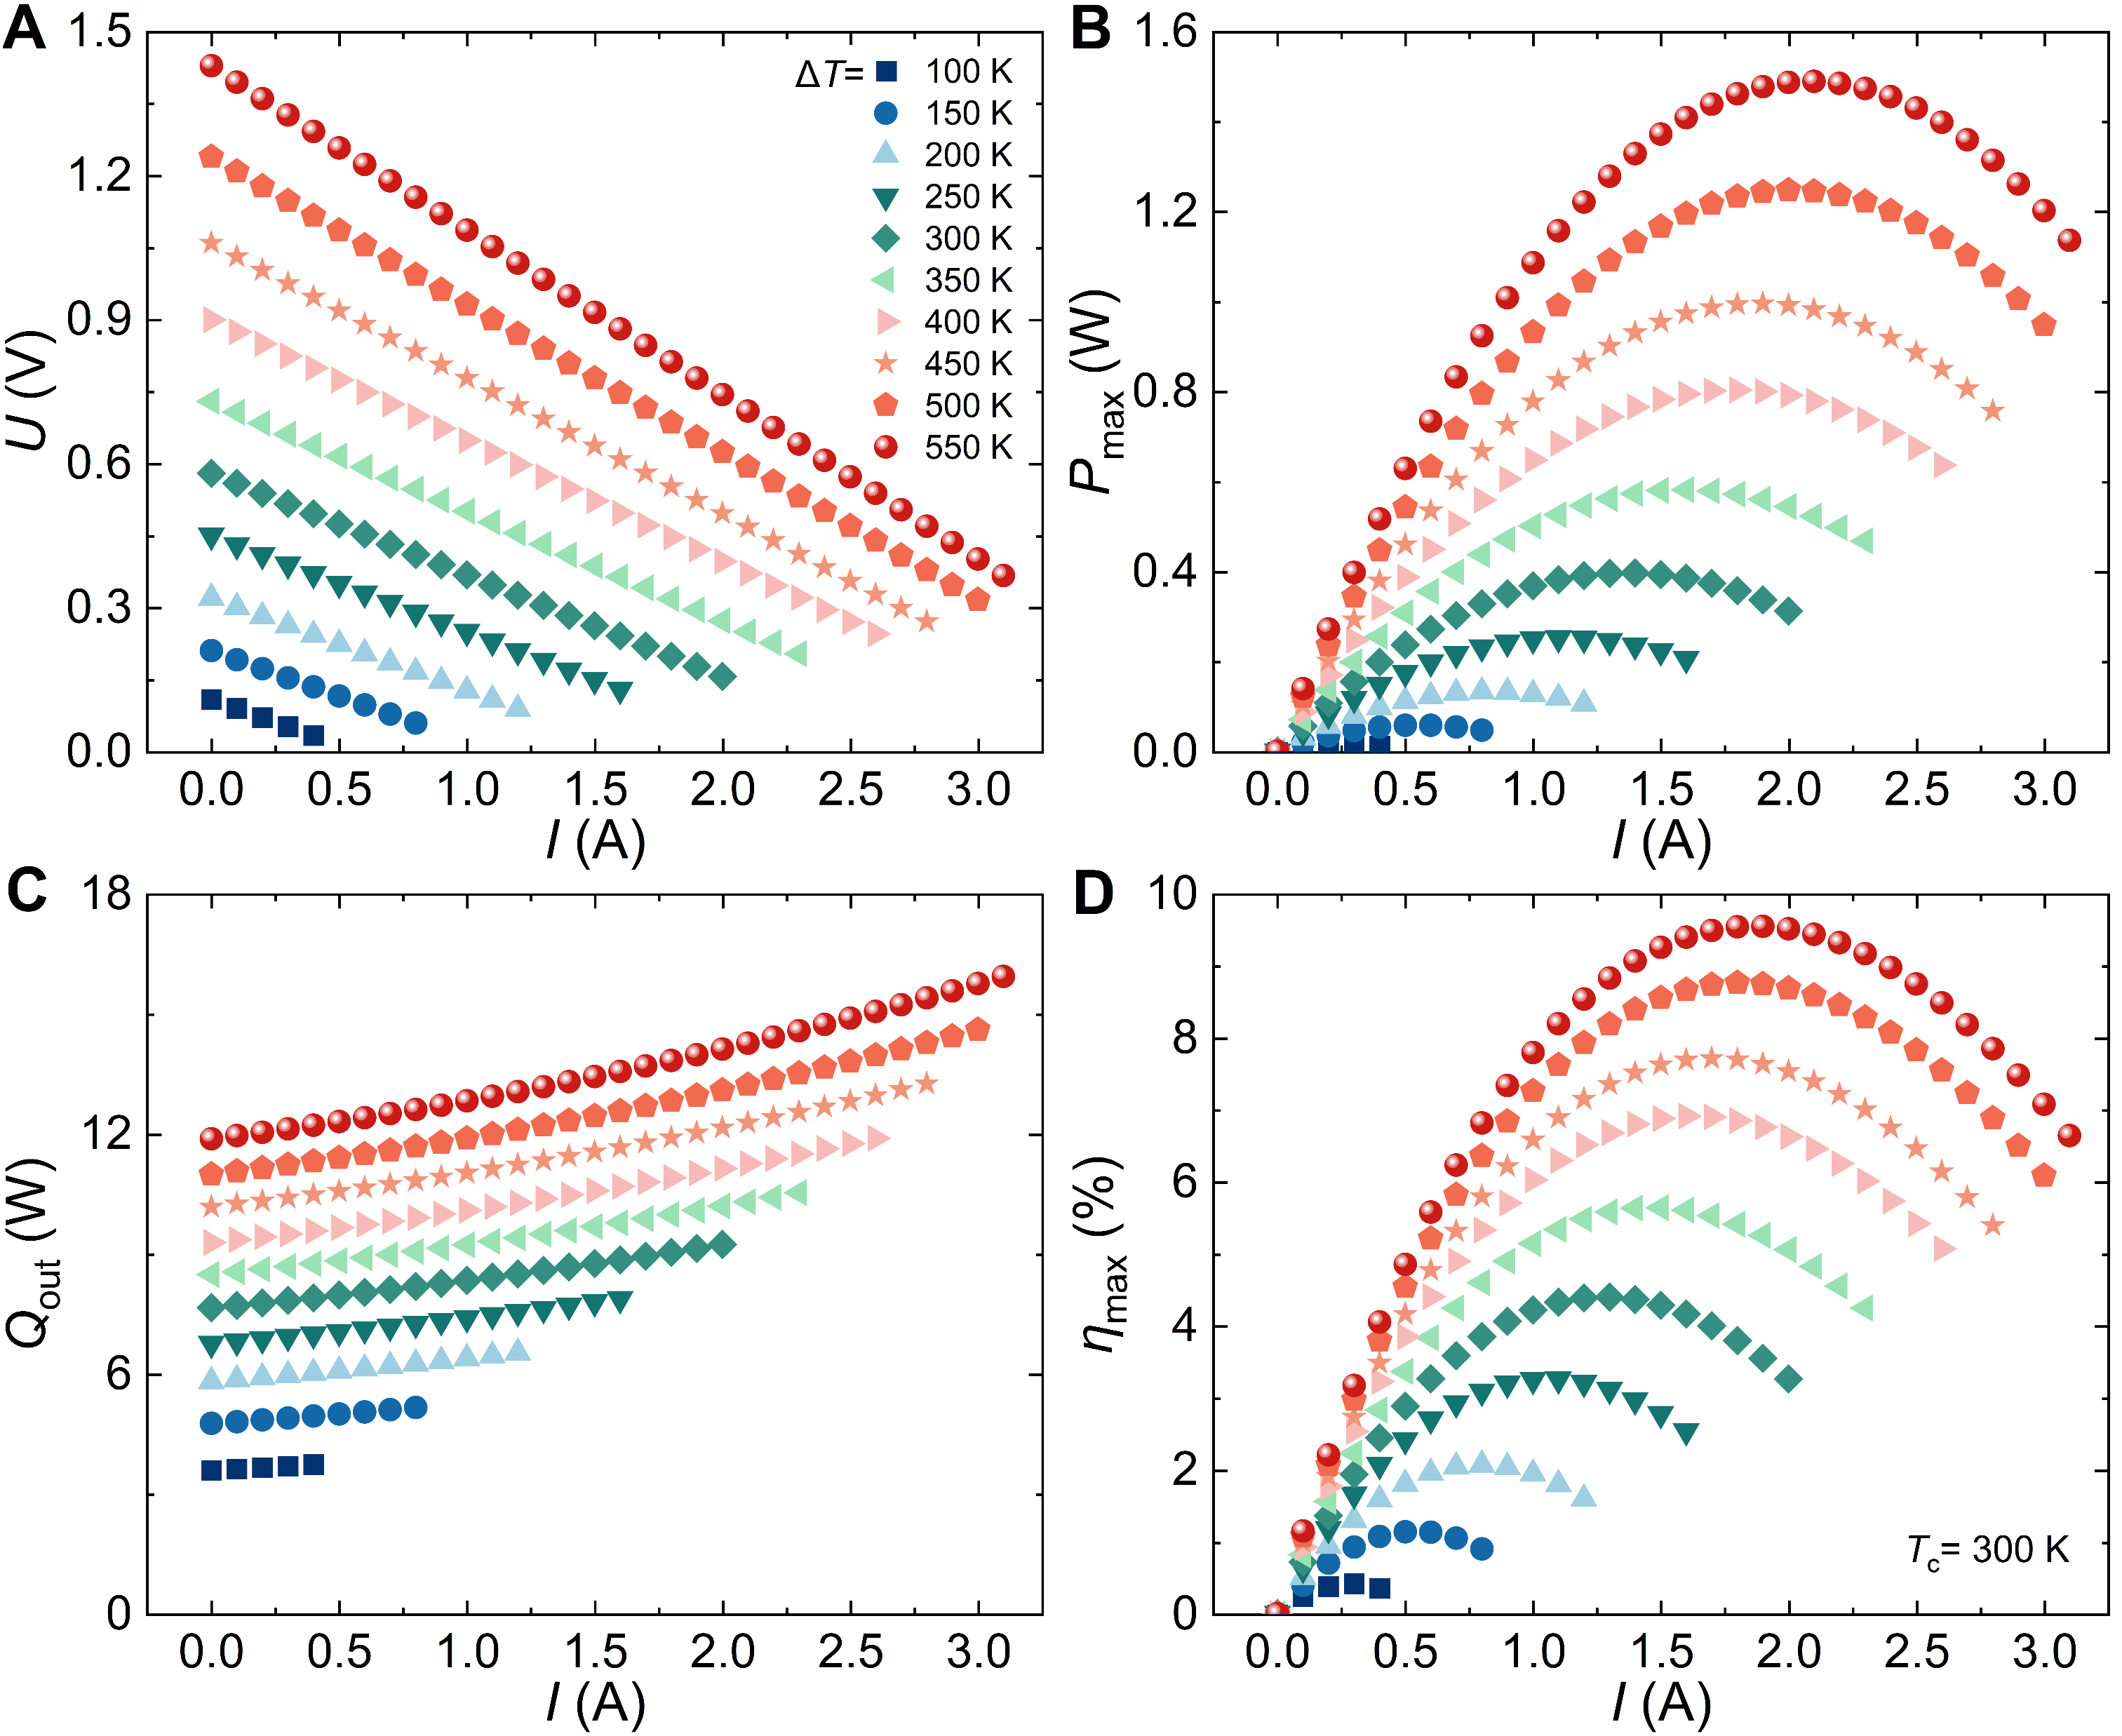 A
1.5
1.2
0.9
0.6
0.3
0.0
U (V)
ΔT=
100 K
150 K
200 K
250 K
300 K
350 K
400 K
450 K
500 K
550 K
0.0 0.5 1.0 1.5 2.0 2.5 3.0
I (A)
B
1.6
1.2
0.8
0.4
0.0
Pmax (W)
0.0 0.5 1.0 1.5 2.0 2.5 3.0
I (A)
C
18
12
6
0
Qout (W)
0.0 0.5 1.0 1.5 2.0 2.5 3.0
I (A)
D
10
8
6
4
2
0
ηmax (%)
Tc= 300 K
0.0 0.5 1.0 1.5 2.0 2.5 3.0
I (A)